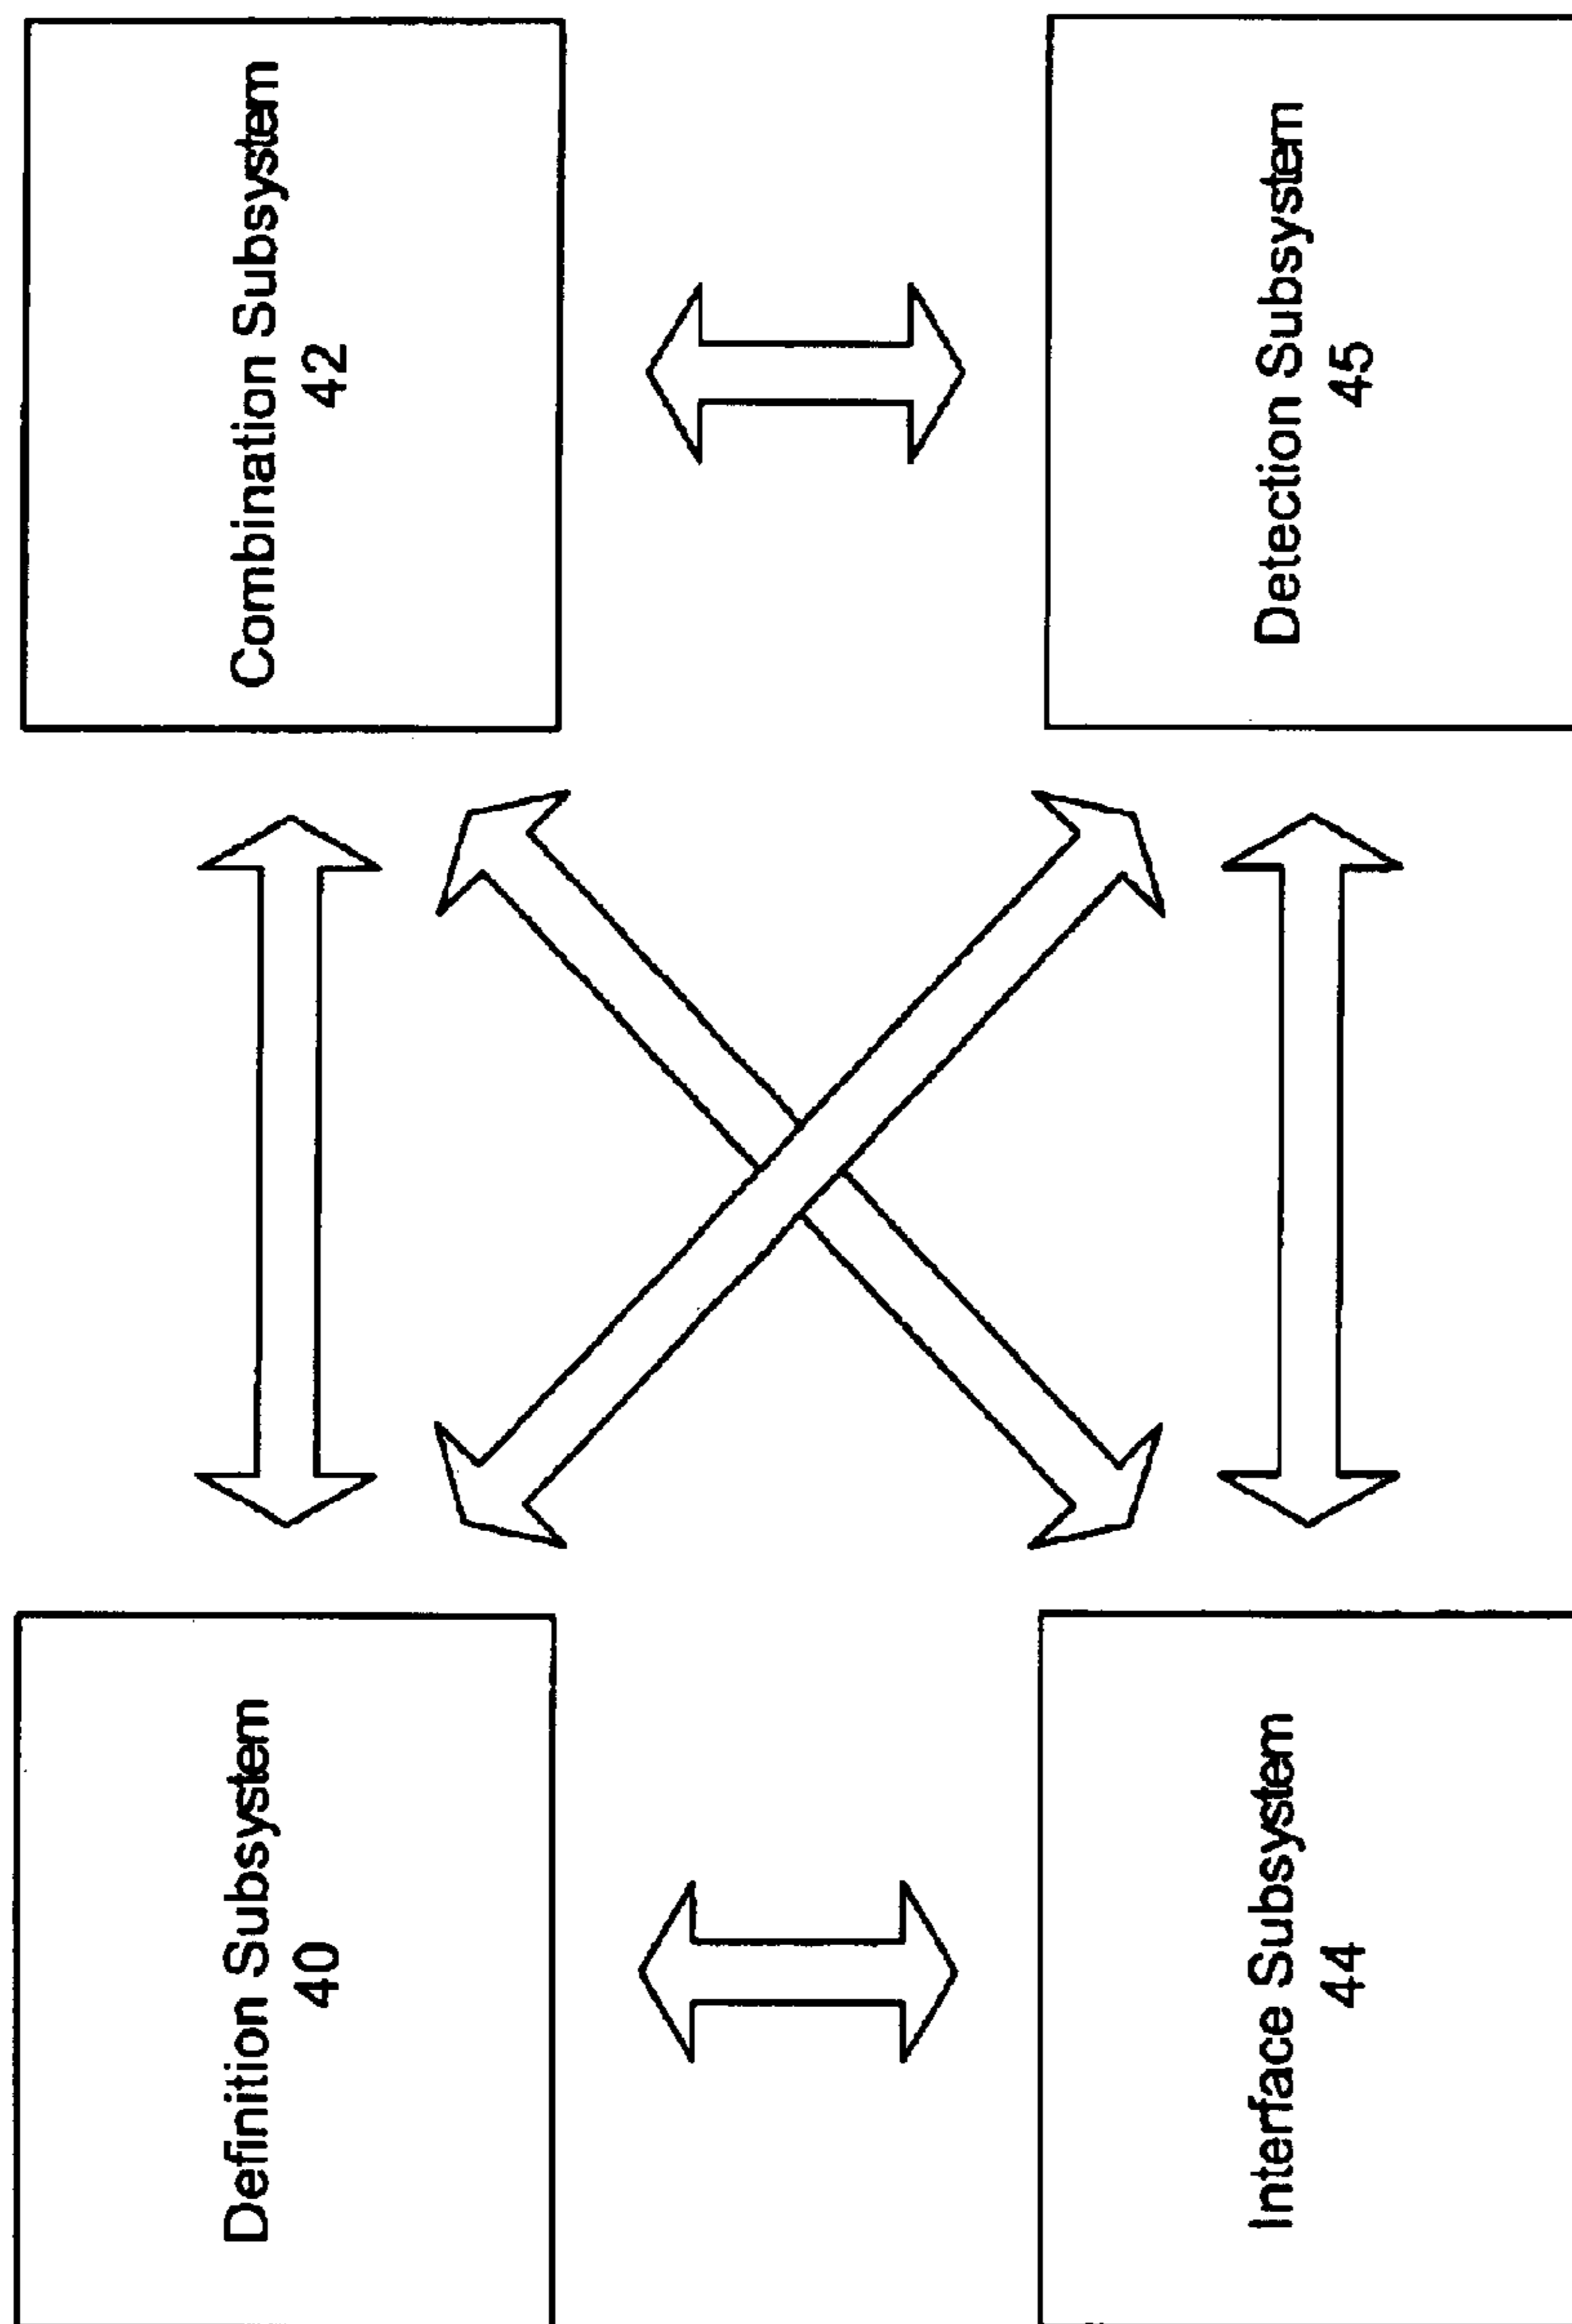 Definition Subsystem
40
Combination Subsystem
42
Interface Subsystem
44
Detection Subsystem
45